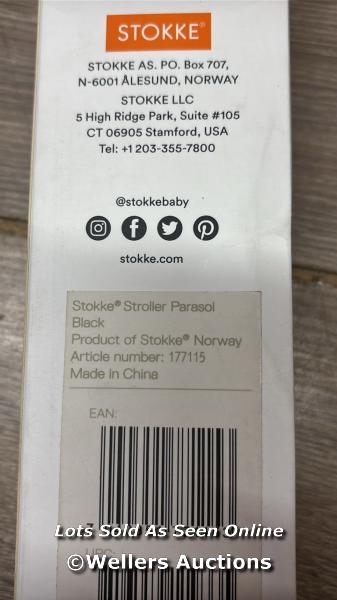 STOKKE®
STOKKE AS. PO. Box 707,
N-6001 ÅLESUND, NORWAY
STOKKE LLC
5 High Ridge Park, Suite #105
CT 06905 Stamford, USA
Tel: +1 203-355-7800
@stokkebaby
stokke.com
Stokke® Stroller Parasol
Black
Product of Stokke® Norway
Article number: 177115
Made in China
EAN:
Lots Sold As Seen Online
UPC:
©Wellers Auctions